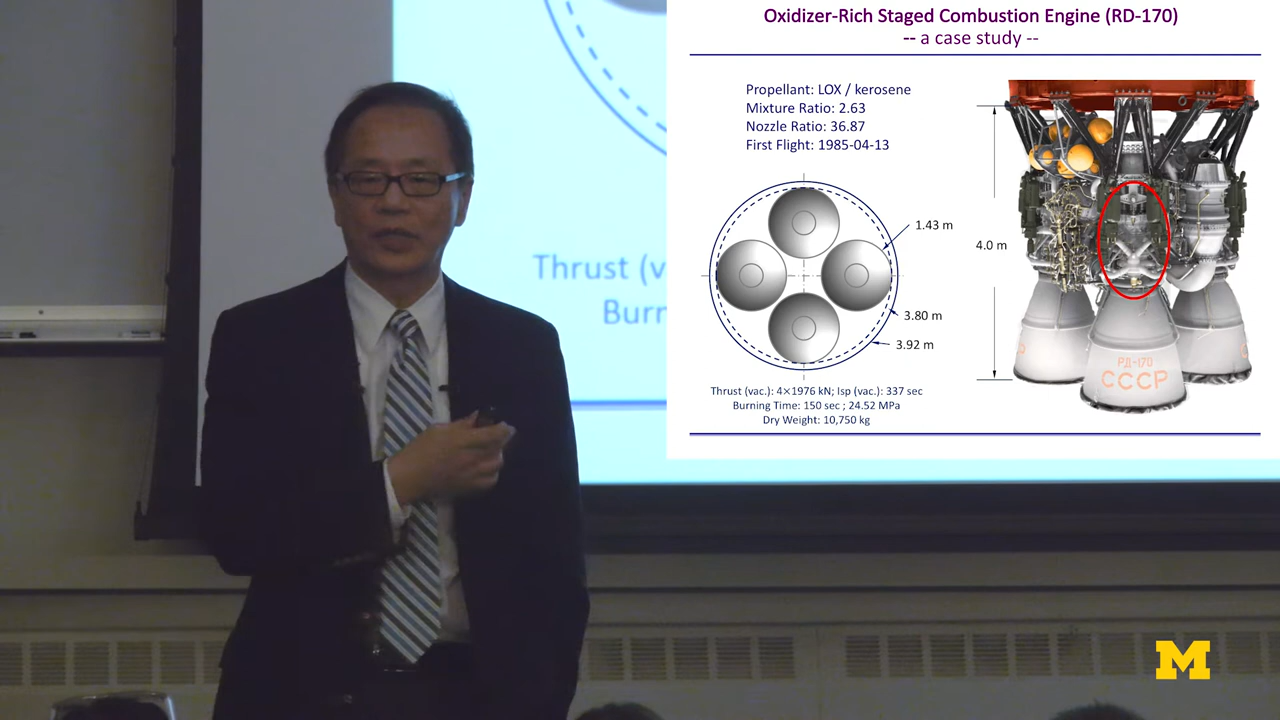 Oxidizer-Rich Staged Combustion Engine (RD-170)
-- a case study --
Propellant: LOX / kerosene
Mixture Ratio: 2.63
Nozzle Ratio: 36.87
First Flight: 1985-04-13
1.43 m
3.80 m
3.92 m
Thrust (vac.): 4×1976 kN; Isp (vac.): 337 sec
Burning Time: 150 sec ; 24.52 MPa
Dry Weight: 10,750 kg
4.0 m
РД-170
СССР
Thrust (v
Burn
M